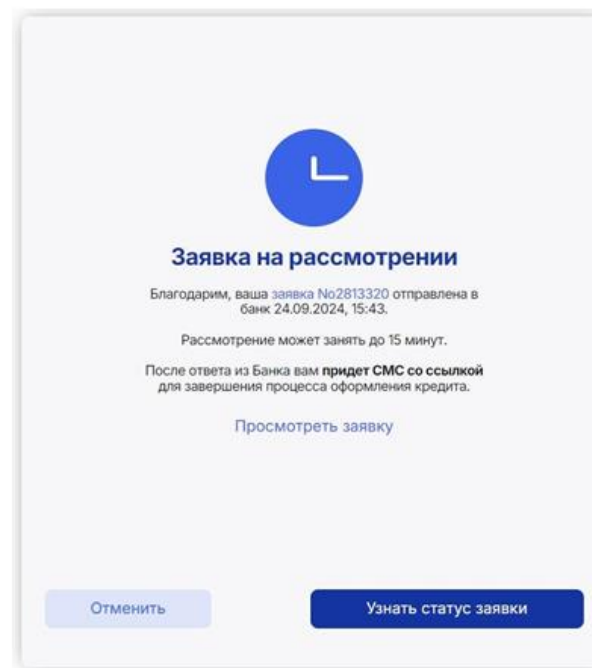 Заявка на рассмотрении
Благодарим, ваша заявка No2813320 отправлена в
банк 24.09.2024, 15:43.
Рассмотрение может занять до 15 минут.
После ответа из Банка вам придет СМС со ссылкой
для завершения процесса оформления кредита.
Просмотреть заявку
Отменить
Узнать статус заявки